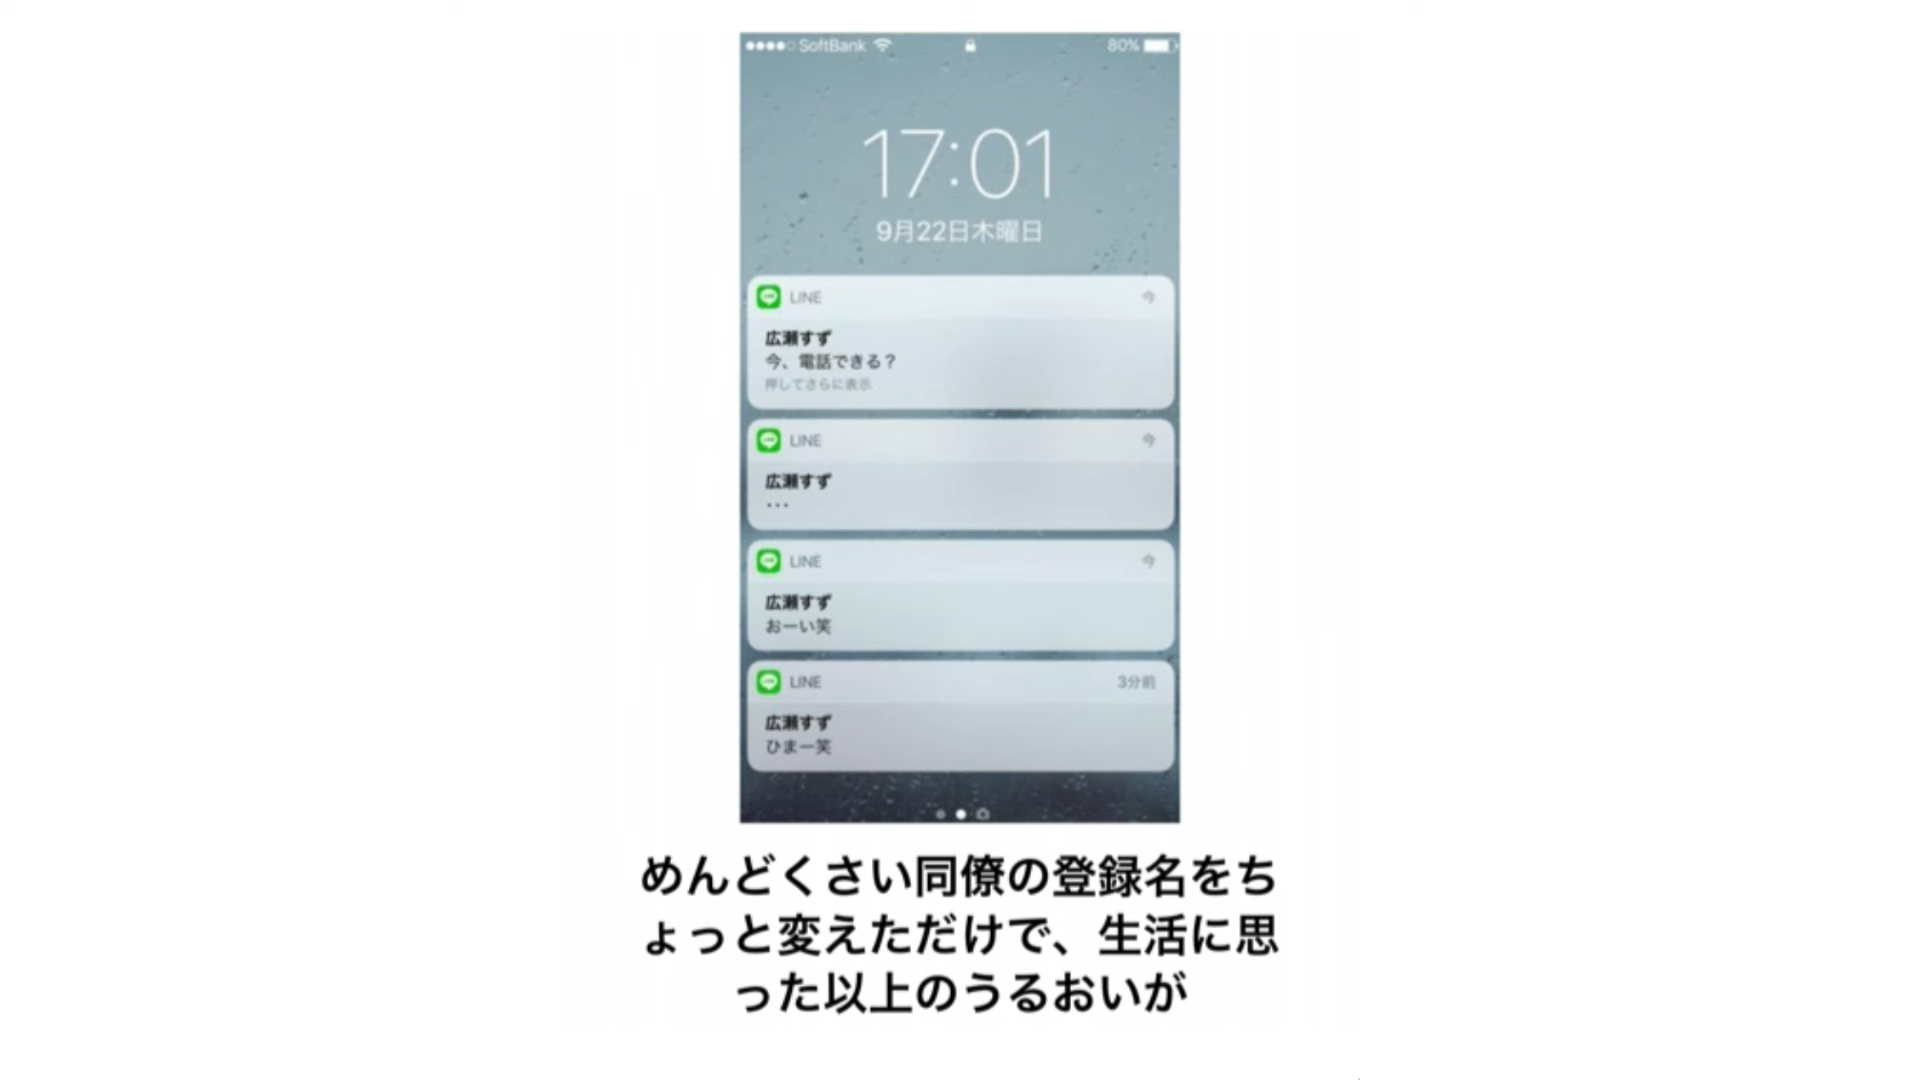 SoftBank 80%
17:01
9月22日木曜日
LINE 今
広瀬すず
今、電話できる？
押してさらに表示
LINE 今
広瀬すず
･･･
LINE 今
広瀬すず
おーい笑
LINE 3分前
広瀬すず
ひまー笑
めんどくさい同僚の登録名をち
ょっと変えただけで、生活に思
った以上のうるおいが